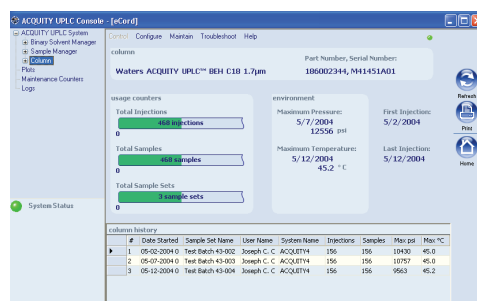 ACQUITY UPLC Console - [eCord]
ACQUITY UPLC System
Binary Solvent Manager
Sample Manager
Column
Plots
Maintenance Counters
Logs
System Status
Control Configure Maintain Troubleshoot Help
column
Part Number, Serial Number:
Waters ACQUITY UPLC™ BEH C18 1.7µm 186002344, M41451A01
usage counters
Total Injections
468 injections
0
Total Samples
468 samples
0
Total Sample Sets
3 sample sets
0
environment
Maximum Pressure: First Injection:
5/7/2004 5/2/2004
12556 psi
Maximum Temperature: Last Injection:
5/12/2004 5/12/2004
45.2 °C
Refresh
Print
Home
column history
# Date Started Sample Set Name User Name System Name Injections Samples Max psi Max °C
1 05-02-2004 0 Test Batch 43-002 Joseph C. C ACQUITY4 156 156 10430 45.0
2 05-07-2004 0 Test Batch 43-003 Joseph C. C ACQUITY4 156 156 10757 45.0
3 05-12-2004 0 Test Batch 43-004 Joseph C. C ACQUITY4 156 156 9563 45.2